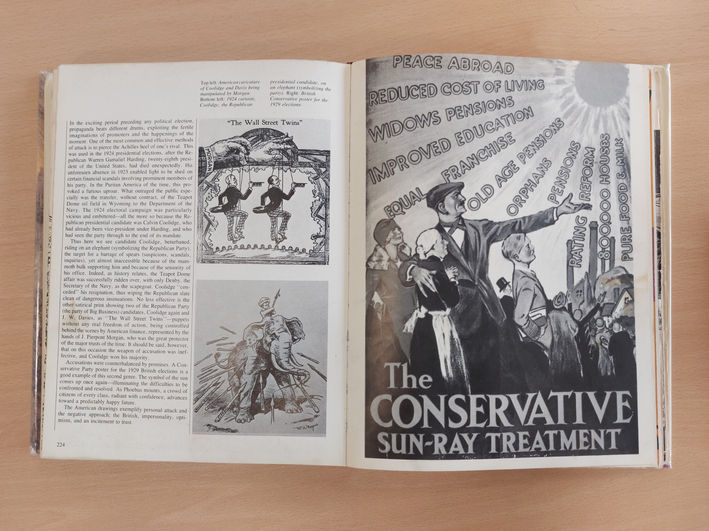 Top left: American caricature
of Coolidge and Davis being
manipulated by Morgan.
Bottom left: 1924 cartoon;
Coolidge, the Republican
presidential candidate, on
an elephant (symbolizing the
party). Right: British
Conservative poster for the
1929 elections.
In the exciting period preceding any political election,
propaganda beats different drums, exploiting the fertile
imaginations of promoters and the happenings of the
moment. One of the most common and effective methods
of attack is to pierce the Achilles heel of one's rival. This
was used in the 1924 presidential elections, after the Re-
publican Warren Gamaliel Harding, twenty-eighth presi-
dent of the United States, had died unexpectedly. His
unforeseen absence in 1923 enabled light to be shed on
certain financial scandals involving prominent members of
his party. In the Puritan America of the time, this pro-
voked a furious uproar. What outraged the public espe-
cially was the transfer, without contract, of the Teapot
Dome oil field in Wyoming to the Department of the
Navy. The 1924 electoral campaign was particularly
vicious and embittered—all the more so because the Re-
publican presidential candidate was Calvin Coolidge, who
had already been vice-president under Harding, and who
had seen the party through to the end of its mandate.
Thus here we see candidate Coolidge, beturbaned,
riding on an elephant (symbolizing the Republican Party),
the target for a barrage of spears (suspicions, scandals,
inquiries), yet almost inaccessible because of the mam-
moth bulk supporting him and because of the seniority of
his office. Indeed, as history relates, the Teapot Dome
affair was successfully ridden over, with only Denby, the
Secretary of the Navy, as the scapegoat. Coolidge "con-
ceded" his resignation, thus wiping the Republican slate
clean of dangerous insinuations. No less effective is the
other satirical print showing two of the Republican Party
(the party of Big Business) candidates, Coolidge again and
J. W. Davies, as "The Wall Street Twins"—puppets
without any real freedom of action, being controlled
behind the scenes by American finance, represented by the
hands of J. Pierpont Morgan, who was the great protector
of the major trusts of the time. It should be said, however,
that on this occasion the weapon of accusation was inef-
fective, and Coolidge won his majority.
Accusations were counterbalanced by promises. A Con-
servative Party poster for the 1929 British elections is a
good example of this second genre. The symbol of the sun
comes up once again—illuminating the difficulties to be
confronted and resolved. As Phoebus mounts, a crowd of
citizens of every class, radiant with confidence, advances
toward a predictably happy future.
The American drawings exemplify personal attack and
the negative approach; the British, impersonality, opti-
mism, and an incitement to trust.
224
"The Wall Street Twins"
PEACE ABROAD
REDUCED COST OF LIVING
WIDOWS PENSIONS
IMPROVED EDUCATION
EQUAL FRANCHISE
OLD AGE PENSIONS
ORPHANS PENSIONS
RATING REFORM
800,000 HOUSES
PURE FOOD & MILK
The
CONSERVATIVE
SUN-RAY TREATMENT